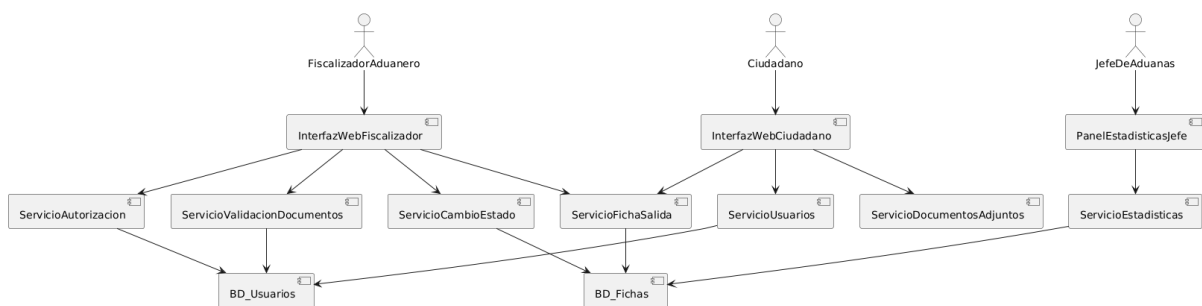 FiscalizadorAduanero
Ciudadano
JefeDeAduanas
InterfazWebFiscalizador
InterfazWebCiudadano
PanelEstadisticasJefe
ServicioAutorizacion
ServicioValidacionDocumentos
ServicioCambioEstado
ServicioFichaSalida
ServicioUsuarios
ServicioDocumentosAdjuntos
ServicioEstadisticas
BD_Usuarios
BD_Fichas